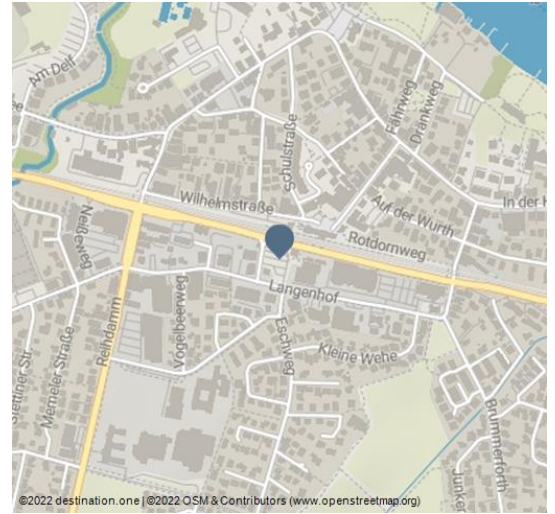 Am Delf
Fährweg
Drankweg
Schulstraße
In der H
Wilhelmstraße
Auf der Wurth
Neißeweg
Rotdornweg
Langenhof
Reihdamm
Vogelbeerweg
Eschweg
Kleine Wehe
Stettiner Str.
Memeler Straße
Brummerforth
Junker
©2022 destination.one | ©2022 OSM & Contributors (www.openstreetmap.org)